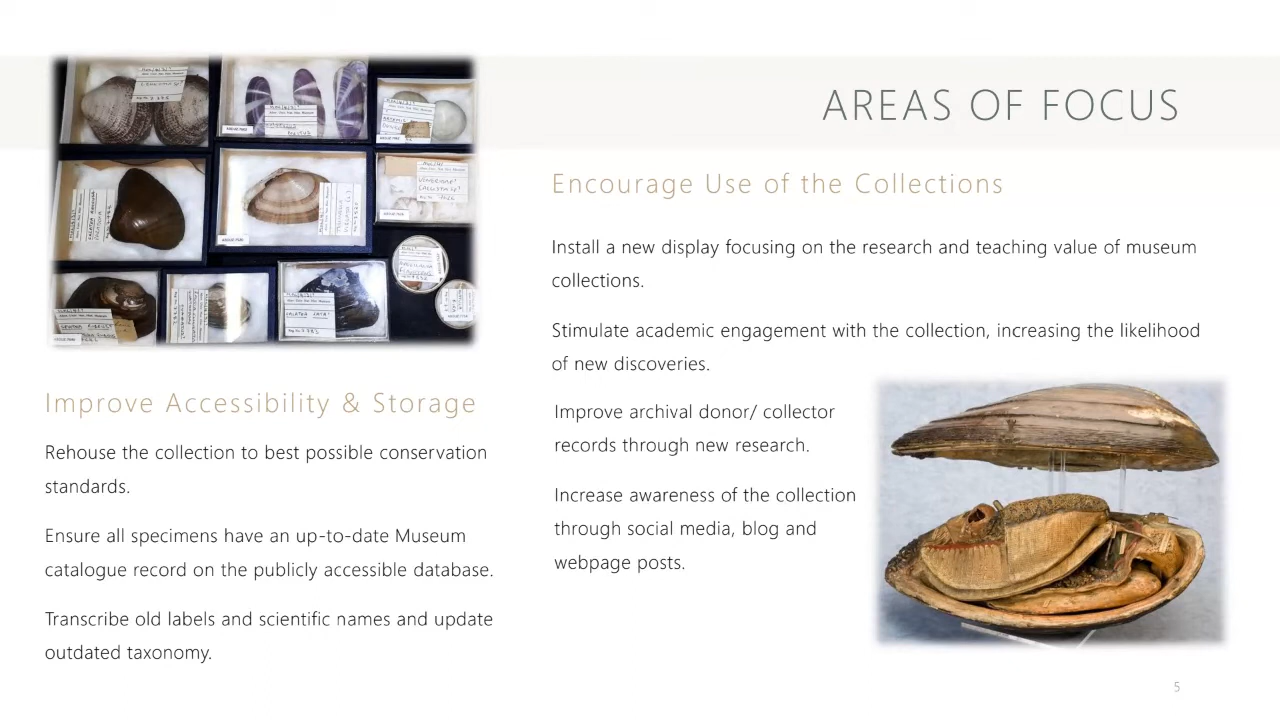 AREAS OF FOCUS
Improve Accessibility & Storage
Rehouse the collection to best possible conservation
standards.
Ensure all specimens have an up-to-date Museum
catalogue record on the publicly accessible database.
Transcribe old labels and scientific names and update
outdated taxonomy.
Encourage Use of the Collections
Install a new display focusing on the research and teaching value of museum
collections.
Stimulate academic engagement with the collection, increasing the likelihood
of new discoveries.
Improve archival donor/ collector
records through new research.
Increase awareness of the collection
through social media, blog and
webpage posts.
5